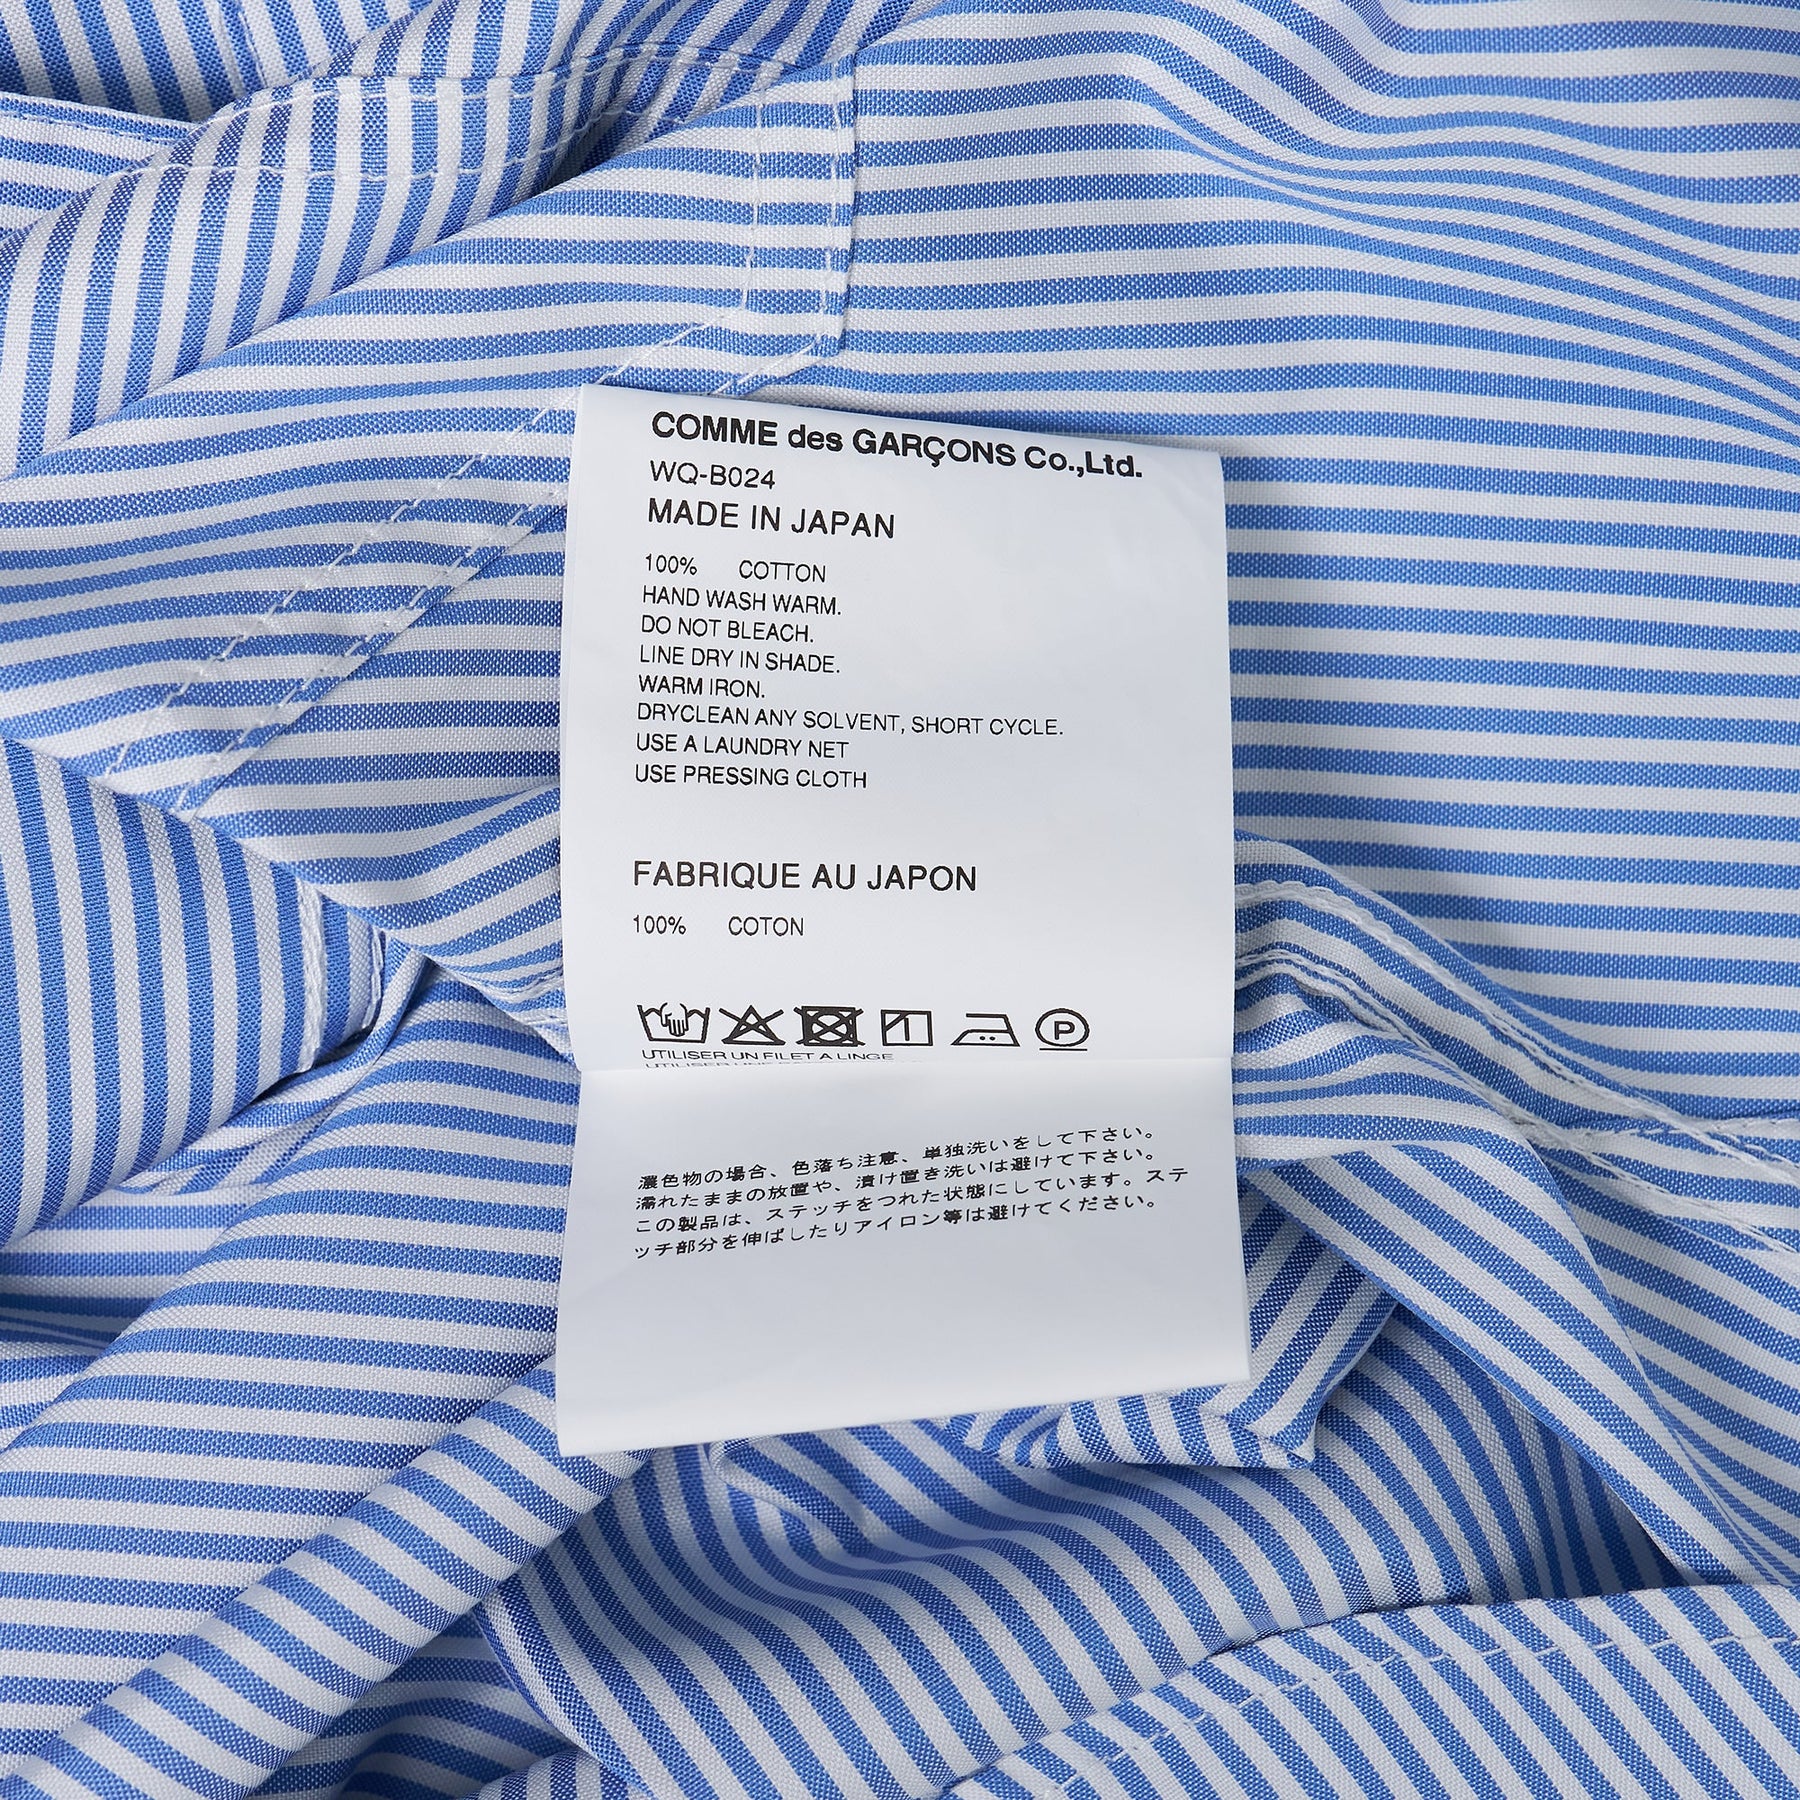 COMME des GARÇONS Co.,Ltd.
WQ-B024
MADE IN JAPAN
100% COTTON
HAND WASH WARM.
DO NOT BLEACH.
LINE DRY IN SHADE.
WARM IRON.
DRYCLEAN ANY SOLVENT, SHORT CYCLE.
USE A LAUNDRY NET
USE PRESSING CLOTH
FABRIQUE AU JAPON
100% COTON
P
UTILISER UN FILET A LINGE
UTILISER UNE
濃色物の場合、色落ち注意、単独洗いをして下さい。
濡れたままの放置や、漬け置き洗いは避けて下さい。
この製品は、ステッチをつれた状態にしています。ステ
ッチ部分を伸ばしたりアイロン等は避けてください。